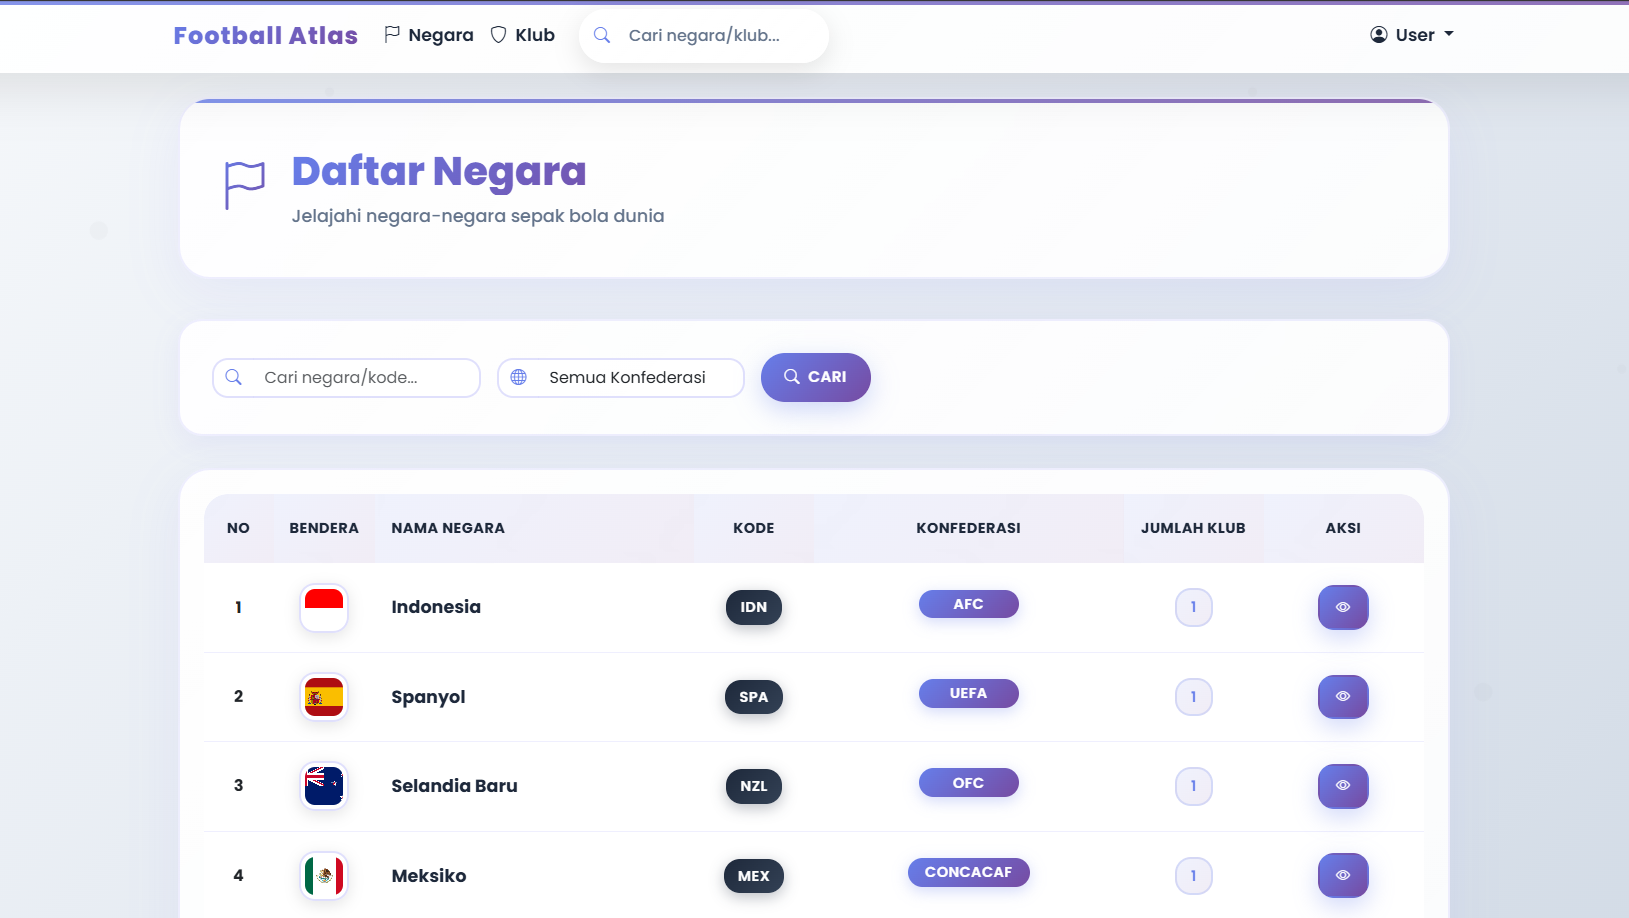 Football Atlas Negara Klub Cari negara/klub... User
Daftar Negara
Jelajahi negara-negara sepak bola dunia
Cari negara/kode... Semua Konfederasi CARI
NO BENDERA NAMA NEGARA KODE KONFEDERASI JUMLAH KLUB AKSI
1 Indonesia IDN AFC 1
2 Spanyol SPA UEFA 1
3 Selandia Baru NZL OFC 1
4 Meksiko MEX CONCACAF 1